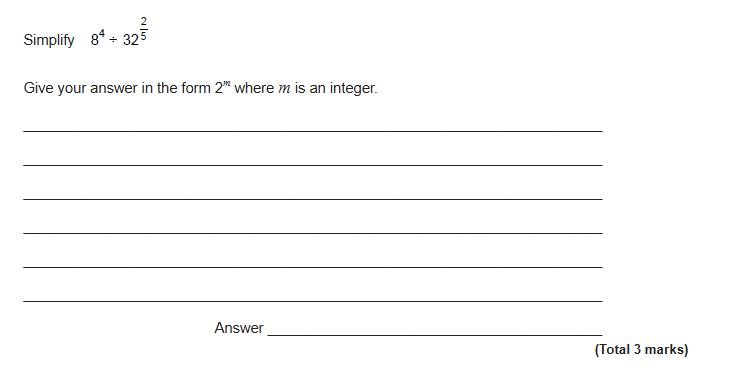 Simplify 8⁴ ÷ 32^(2/5)
Give your answer in the form 2ᵐ where m is an integer.
Answer
(Total 3 marks)